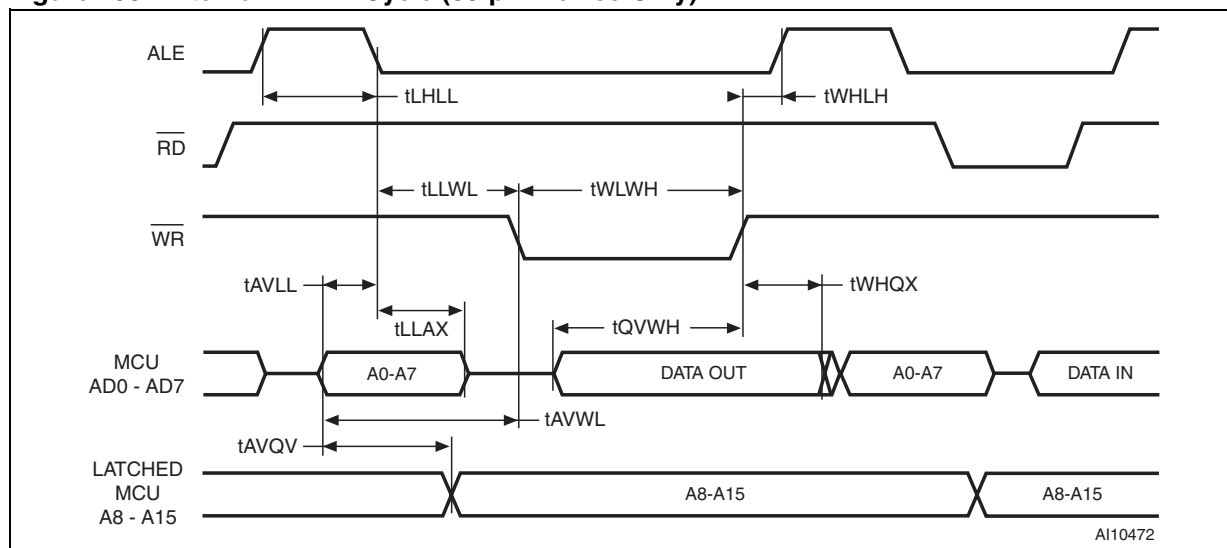 ALE
tLHLL
tWHLH
RD
tLLWL
tWLWH
WR
tAVLL
tWHQX
tLLAX
tQVWH
MCU
AD0 - AD7
A0-A7
DATA OUT
A0-A7
DATA IN
tAVWL
tAVQV
LATCHED
MCU
A8 - A15
A8-A15
A8-A15
AI10472